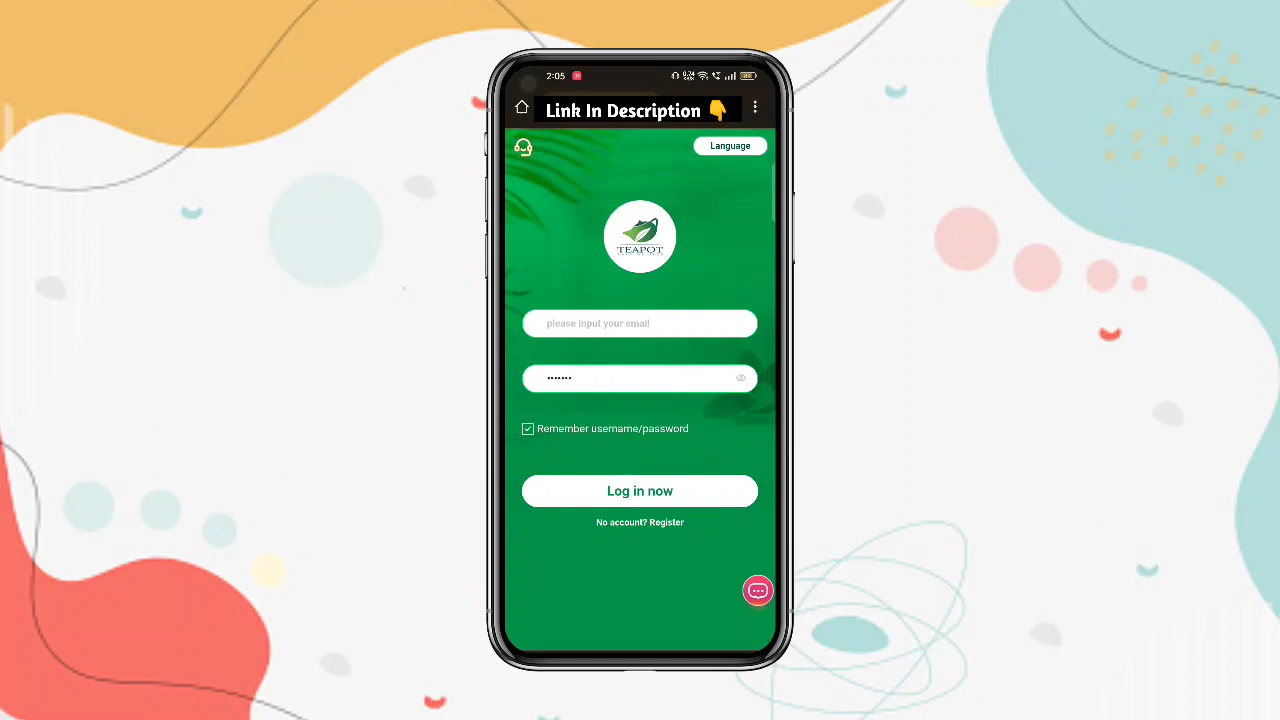 2:05
Link In Description 👇
Language
TEAPOT
please input your email
•••••••
Remember username/password
Log in now
No account? Register